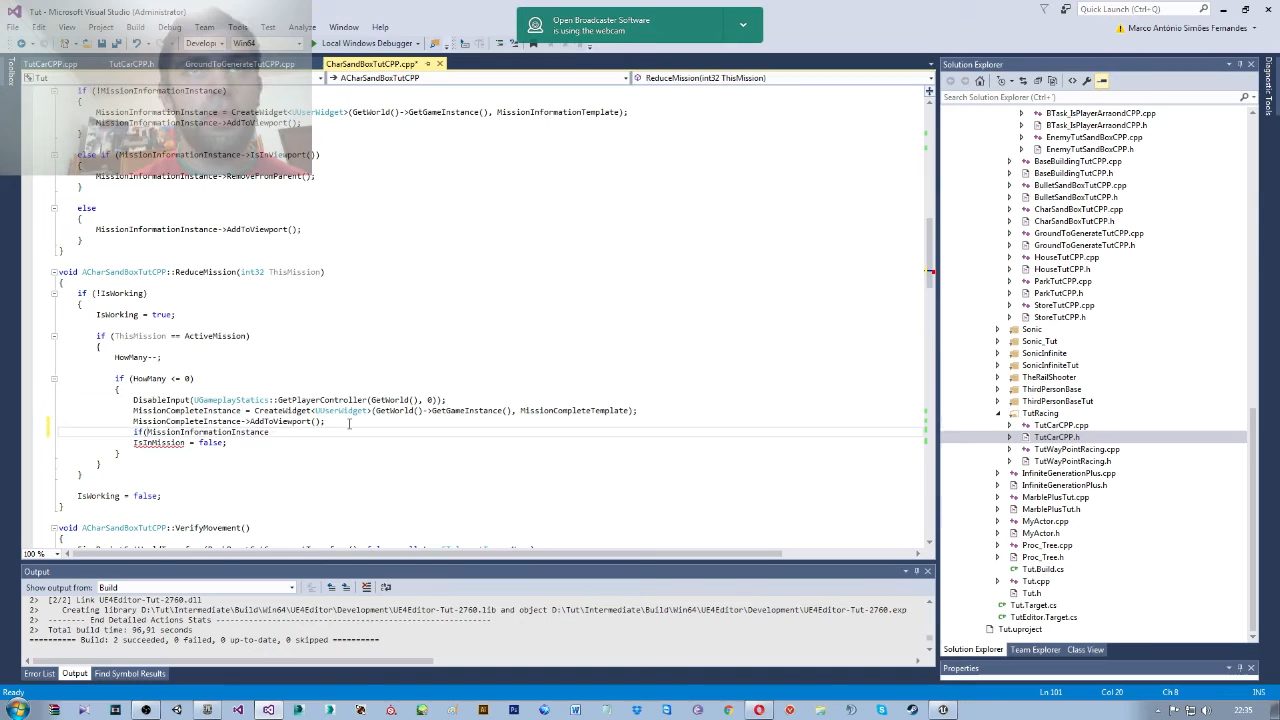 Tut - Microsoft Visual Studio
Open Broadcaster Software
is using the webcam
Quick Launch (Ctrl+Q)
File
Build
Debug
Team
Tools
Test
Analyze
Window
Help
Marco António Simões Fernandes
Develop
Win64
Local Windows Debugger
TutCarCPP.cpp
TutCarCPP.h
GroundToGenerateTutCPP.cpp
CharSandBoxTutCPP.cpp*
Tut
ACharSandBoxTutCPP
ReduceMission(int32 ThisMission)
if (!MissionInformationInstance)
{
MissionInformationInstance = CreateWidget<UUserWidget>(GetWorld()->GetGameInstance(), MissionInformationTemplate);
MissionInformationInstance->AddToViewport();
}
else if (MissionInformationInstance->IsInViewport())
{
MissionInformationInstance->RemoveFromParent();
}
else
{
MissionInformationInstance->AddToViewport();
}
}
void ACharSandBoxTutCPP::ReduceMission(int32 ThisMission)
{
if (!IsWorking)
{
IsWorking = true;
if (ThisMission == ActiveMission)
{
HowMany--;
if (HowMany <= 0)
{
DisableInput(UGameplayStatics::GetPlayerController(GetWorld(), 0));
MissionCompleteInstance = CreateWidget<UUserWidget>(GetWorld()->GetGameInstance(), MissionCompleteTemplate);
MissionCompleteInstance->AddToViewport();
if(MissionInformationInstance
IsInMission = false;
}
}
}
IsWorking = false;
}
void ACharSandBoxTutCPP::VerifyMovement()
{
100 %
Output
Show output from: Build
2> [2/2] Link UE4Editor-Tut-2760.dll
2> Creating library D:\Tut\Intermediate\Build\Win64\UE4Editor\Development\UE4Editor-Tut-2760.lib and object D:\Tut\Intermediate\Build\Win64\UE4Editor\Development\UE4Editor-Tut-2760.exp
2> -------- End Detailed Actions Stats -----------------------------------------------------------
2> Total build time: 96,91 seconds
========== Build: 2 succeeded, 0 failed, 0 up-to-date, 0 skipped ==========
Error List
Output
Find Symbol Results
Toolbox
Diagnostic Tools
Solution Explorer
Search Solution Explorer (Ctrl+')
BTask_IsPlayerArraondCPP.cpp
BTask_IsPlayerArraondCPP.h
EnemyTutSandBoxCPP.cpp
EnemyTutSandBoxCPP.h
BaseBuildingTutCPP.cpp
BaseBuildingTutCPP.h
BulletSandBoxTutCPP.cpp
BulletSandBoxTutCPP.h
CharSandBoxTutCPP.cpp
CharSandBoxTutCPP.h
GroundToGenerateTutCPP.cpp
GroundToGenerateTutCPP.h
HouseTutCPP.cpp
HouseTutCPP.h
ParkTutCPP.cpp
ParkTutCPP.h
StoreTutCPP.cpp
StoreTutCPP.h
Sonic
Sonic_Tut
SonicInfinite
SonicInfiniteTut
TheRailShooter
ThirdPersonBase
ThirdPersonBaseTut
TutRacing
TutCarCPP.cpp
TutCarCPP.h
TutWayPointRacing.cpp
TutWayPointRacing.h
InfiniteGenerationPlus.cpp
InfiniteGenerationPlus.h
MarblePlusTut.cpp
MarblePlusTut.h
MyActor.cpp
MyActor.h
Proc_Tree.cpp
Proc_Tree.h
Tut.Build.cs
Tut.cpp
Tut.h
Tut.Target.cs
TutEditor.Target.cs
Tut.uproject
Solution Explorer
Team Explorer
Class View
Properties
Ready
Ln 101
Col 20
Ch 8
INS
22:35